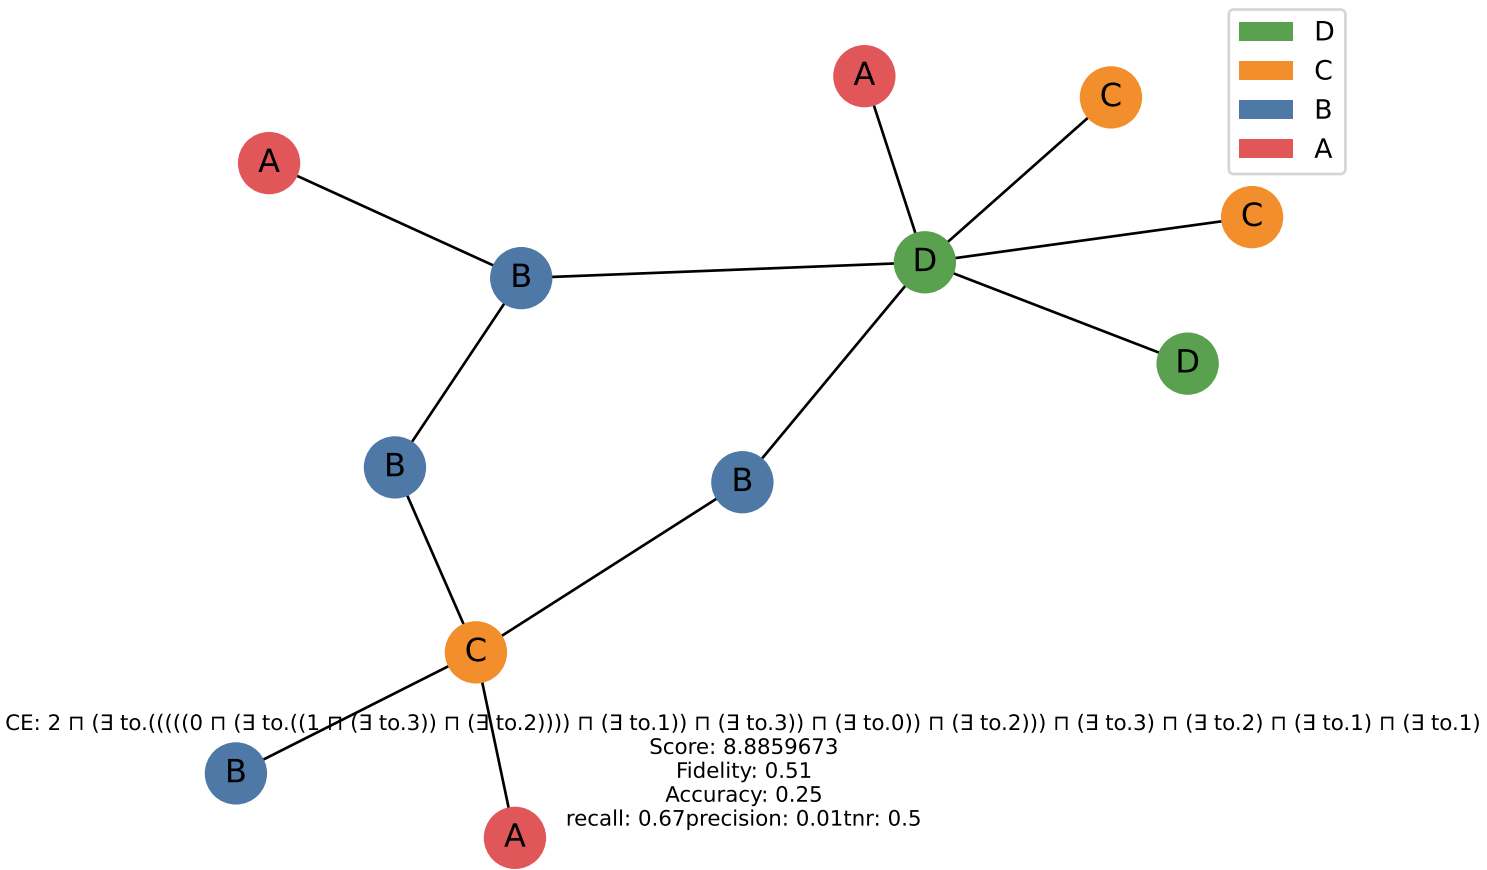 D
C
B
A
A
C
A
C
D
B
D
B
B
C
CE: 2 ⊓ (∃ to.(((((0 ⊓ (∃ to.((1 ⊓ (∃ to.3)) ⊓ (∃ to.2)))) ⊓ (∃ to.1)) ⊓ (∃ to.3)) ⊓ (∃ to.0)) ⊓ (∃ to.2))) ⊓ (∃ to.3) ⊓ (∃ to.2) ⊓ (∃ to.1) ⊓ (∃ to.1)
Score: 8.8859673
Fidelity: 0.51
Accuracy: 0.25
recall: 0.67precision: 0.01tnr: 0.5
B
A